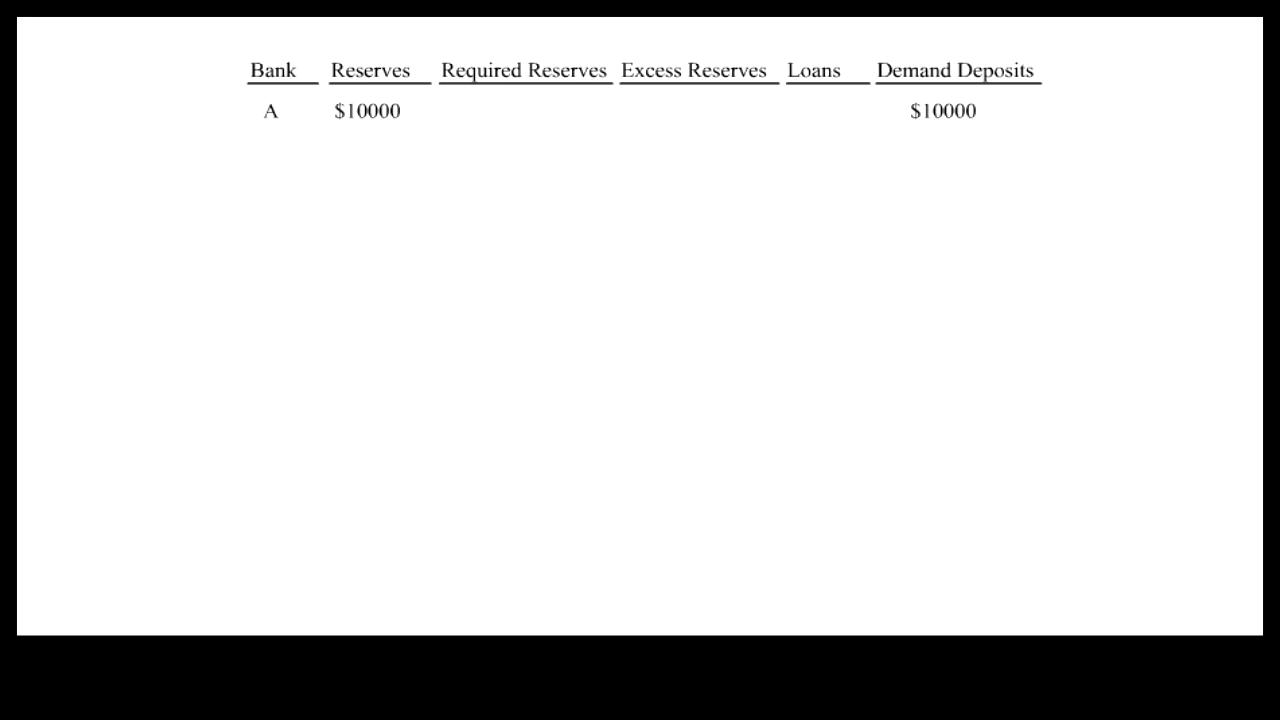 Bank Reserves Required Reserves Excess Reserves Loans Demand Deposits
A $10000 $10000